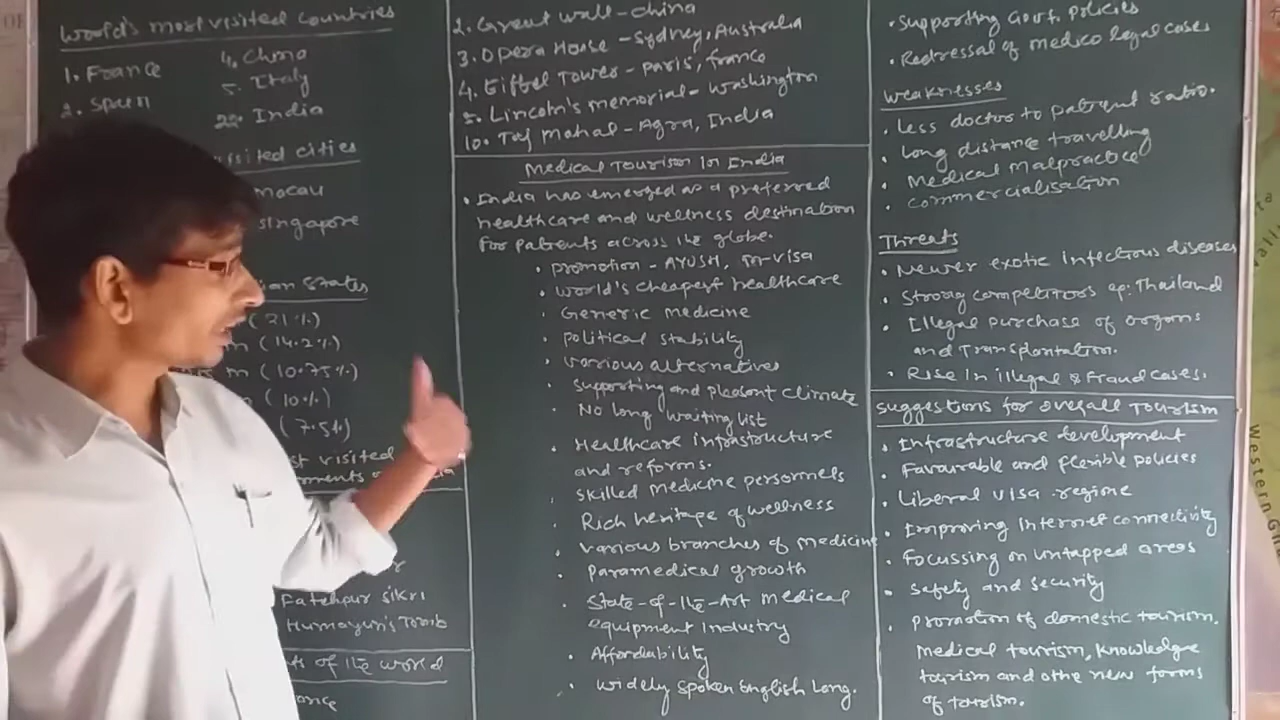 World's most visited countries
1. France
2. Spain
4. China
5. Italy
22. India
visited cities
macau
singapore
States
(21%)
(14.2%)
m (10.75%)
(10%)
(7.5%)
st visited
Fatehpur Sikri
Humayun's Tomb
of the world
2. Great wall - china
3. Opera House - Sydney, Australia
4. Eiffel Tower - Paris, france
5. Lincoln's memorial - Washington
10. Taj Mahal - Agra, India
Medical Tourism in India
• India has emerged as a preferred
healthcare and wellness destination
for patients across the globe.
• promotion - AYUSH, m-visa
• world's cheapest healthcare
• Generic medicine
• political stability
• various alternatives
• supporting and pleasant climate
• No long waiting list
• Healthcare infrastructure
and reforms.
• skilled medicine personnels
• Rich heritage of wellness
• various branches of medicine
• paramedical growth
• State-of-the-Art medical
equipment Industry
• Affordability
• widely spoken English Lang.
• Supporting Govt. policies
• Redressal of medico legal cases
Weaknesses
• Less doctor to patient ratio.
• Long distance travelling
• Medical malpractice
• commercialisation
Threats
• Newer exotic infectious diseases
• Strong competitors eg: Thailand
• Illegal purchase of organs
and Transplantation.
• Rise in illegal & Fraud cases.
Suggestions for overall Tourism
• Infrastructure development
• Favourable and flexible policies
• Liberal visa regime
• Improving Internet connectivity
• Focussing on untapped areas
• Safety and security
• promotion of domestic tourism,
medical tourism, knowledge
tourism and other new forms
of tourism.
Western G